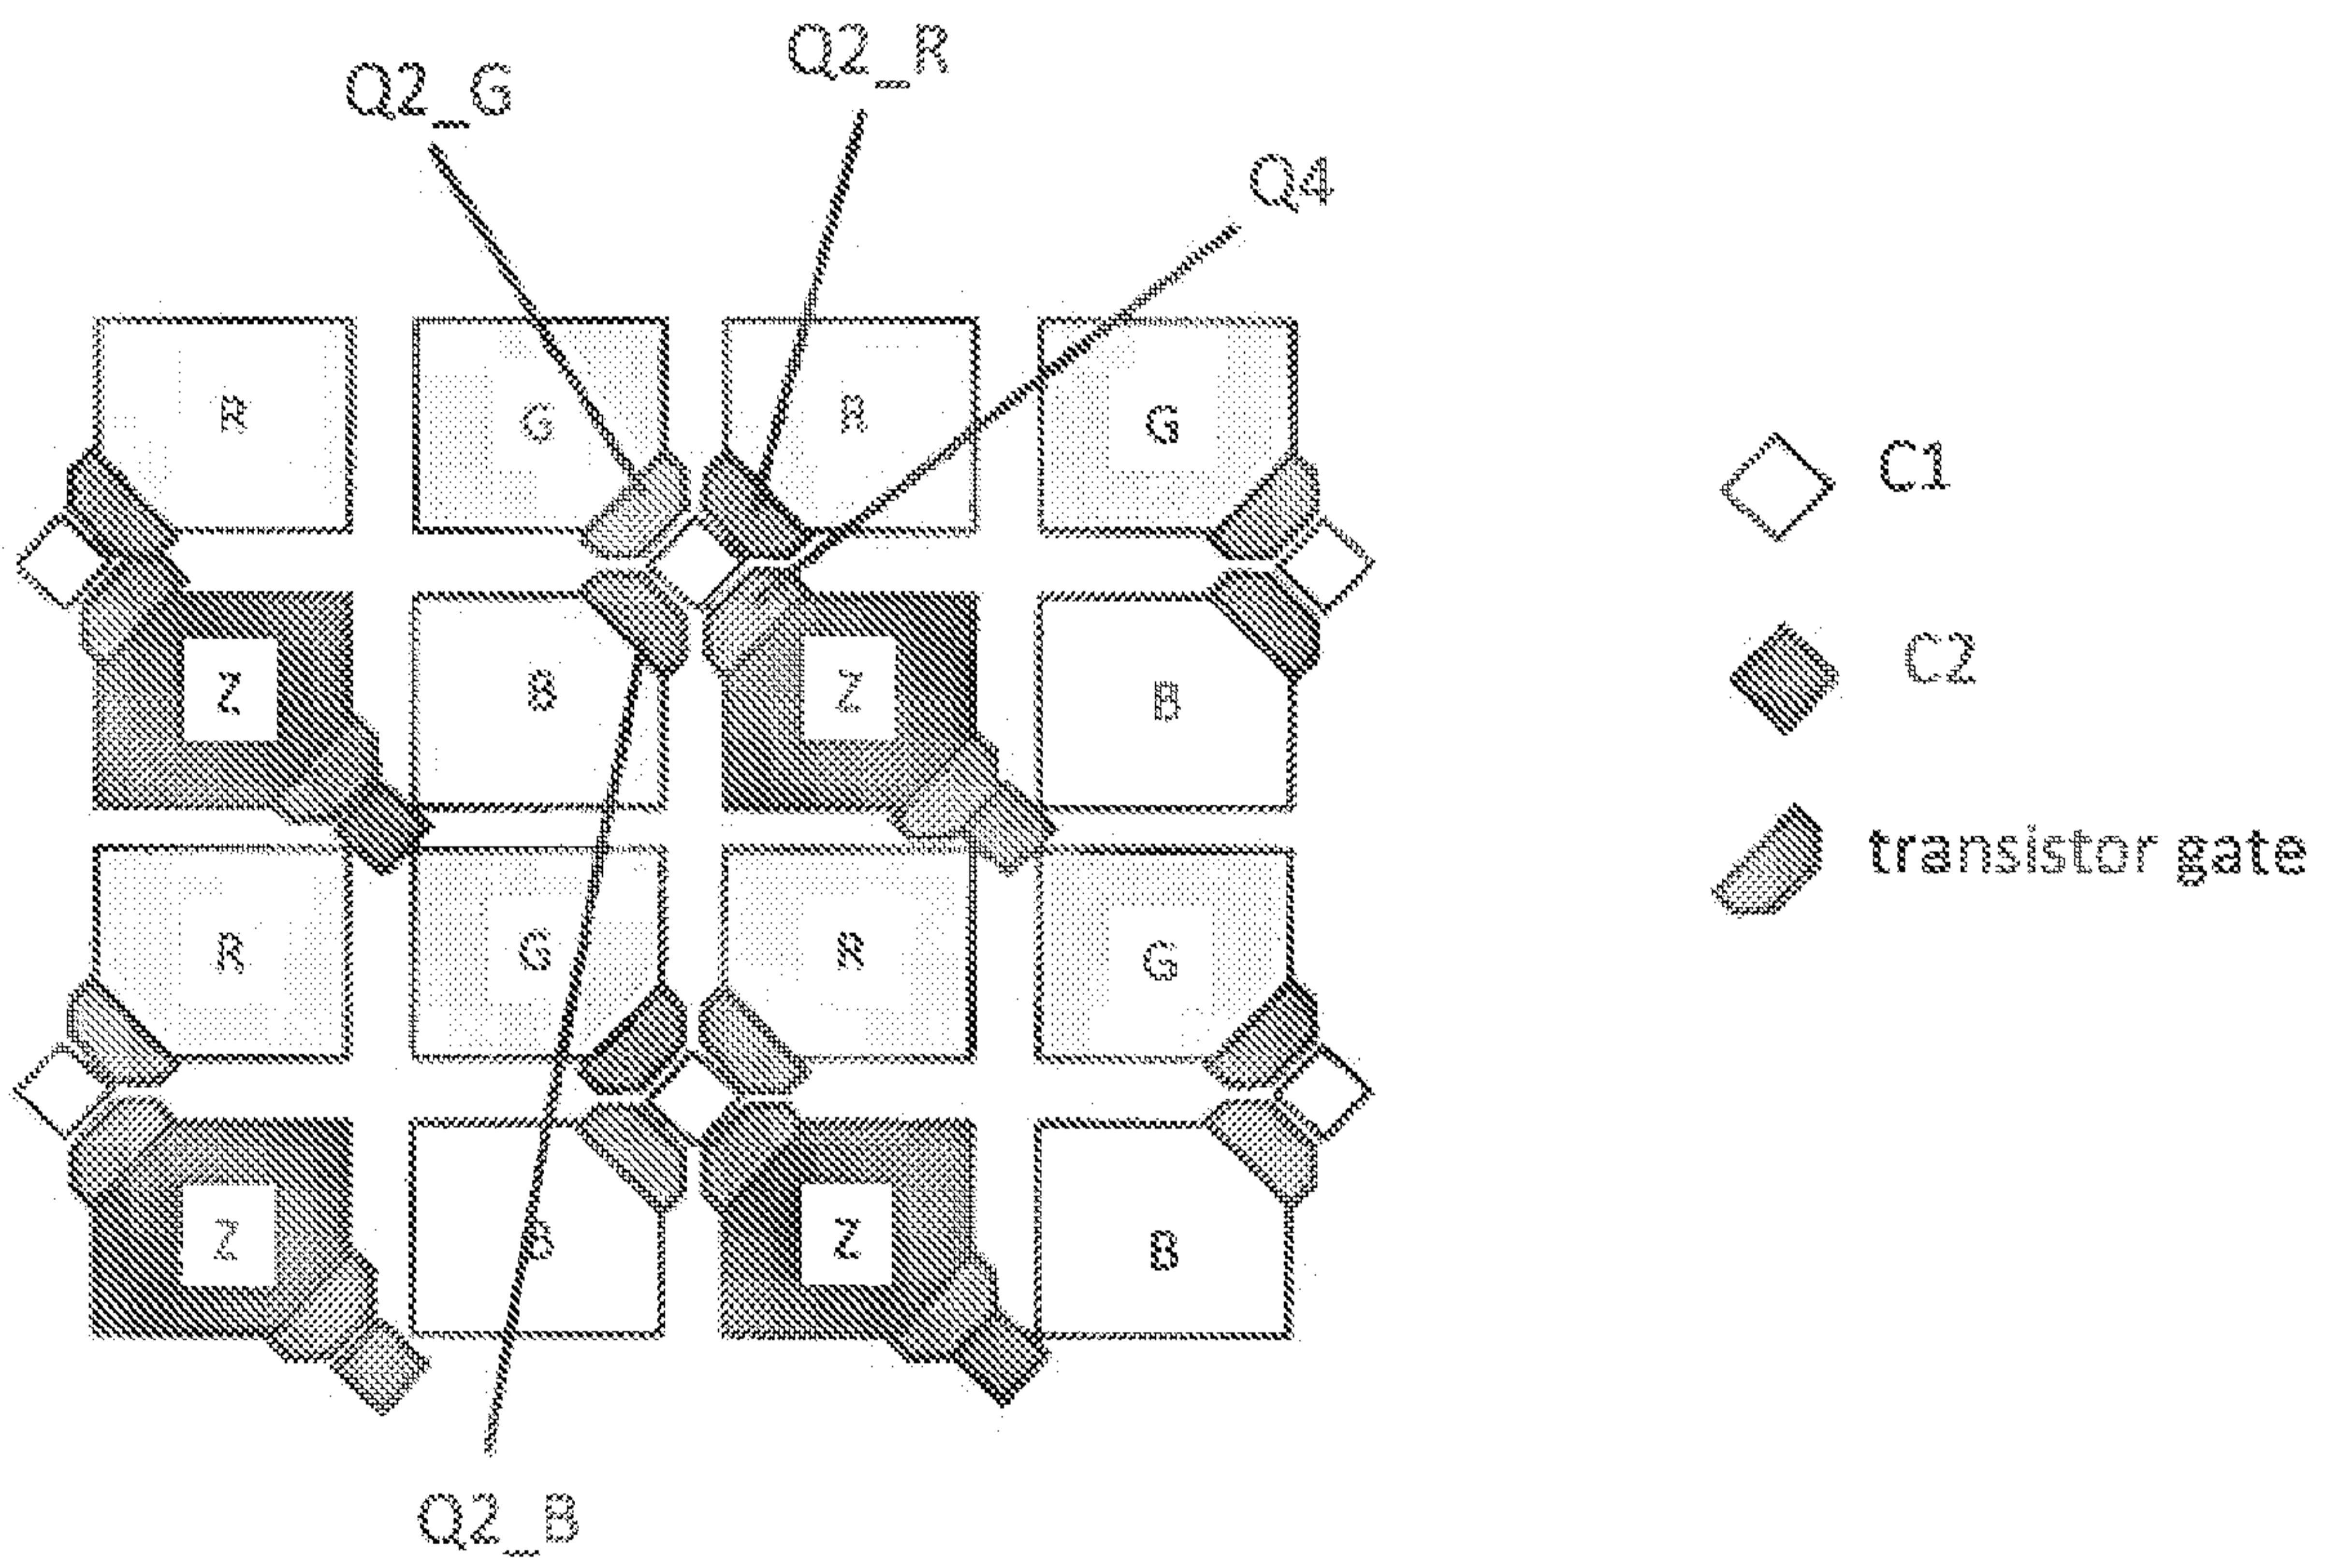 Q2_R
Q2_G
Q4
R G R G
C1
Z B Z B
C2
transistor gate
R G R G
Z B Z B
Q2_B